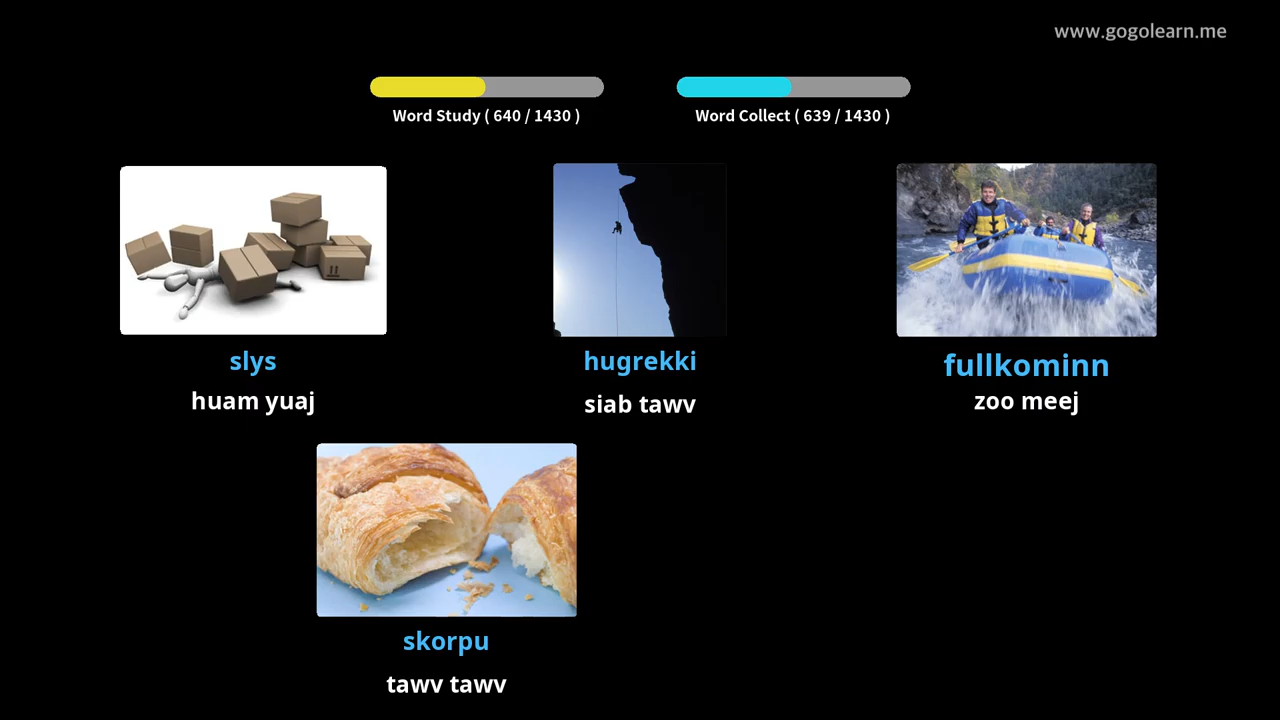 www.gogolearn.me
Word Study ( 640 / 1430 )
Word Collect ( 639 / 1430 )
slys
huam yuaj
hugrekki
siab tawv
fullkominn
zoo meej
skorpu
tawv tawv